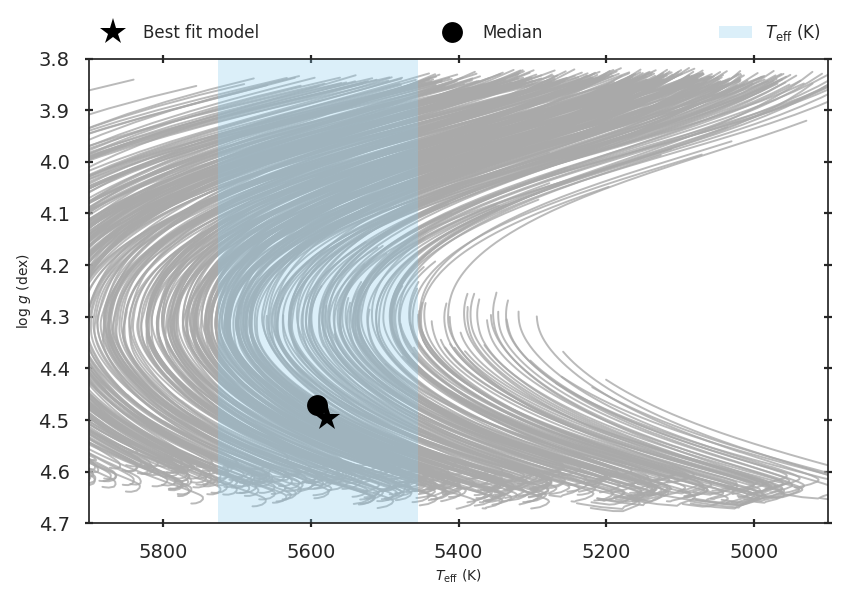 Best fit model Median T_eff (K)
3.8
3.9
4.0
4.1
4.2
4.3
4.4
4.5
4.6
4.7
log g (dex)
5800 5600 5400 5200 5000
T_eff (K)